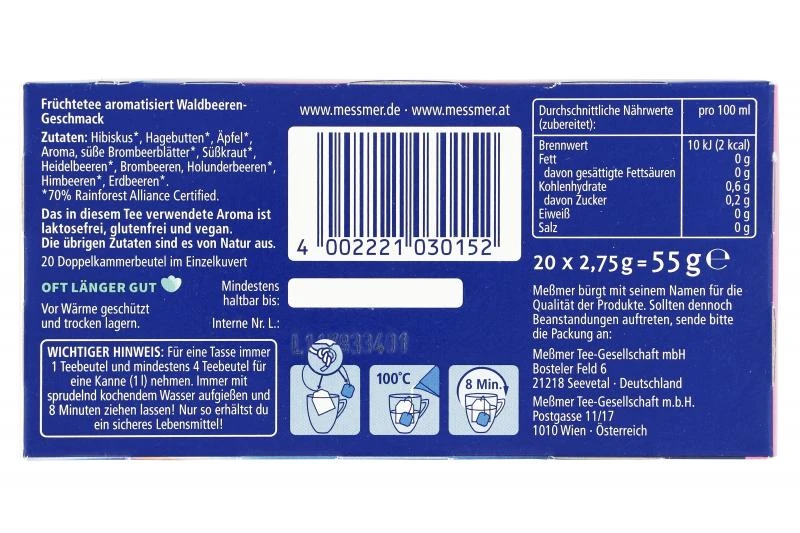 Früchtetee aromatisiert Waldbeeren-
Geschmack
Zutaten: Hibiskus*, Hagebutten*, Äpfel*,
Aroma, süße Brombeerblätter*, Süßkraut*,
Heidelbeeren*, Brombeeren, Holunderbeeren*,
Himbeeren*, Erdbeeren*.
*70% Rainforest Alliance Certified.
Das in diesem Tee verwendete Aroma ist
laktosefrei, glutenfrei und vegan.
Die übrigen Zutaten sind es von Natur aus.
20 Doppelkammerbeutel im Einzelkuvert
OFT LÄNGER GUT
Vor Wärme geschützt
und trocken lagern.
WICHTIGER HINWEIS: Für eine Tasse immer
1 Teebeutel und mindestens 4 Teebeutel für
eine Kanne (1 l) nehmen. Immer mit
sprudelnd kochendem Wasser aufgießen und
8 Minuten ziehen lassen! Nur so erhältst du
ein sicheres Lebensmittel!
www.messmer.de · www.messmer.at
4 002221 030152
Mindestens
haltbar bis:
Interne Nr. L.:
100°C
8 Min.
Durchschnittliche Nährwerte (zubereitet): pro 100 ml
Brennwert 10 kJ (2 kcal)
Fett 0 g
davon gesättigte Fettsäuren 0 g
Kohlenhydrate 0,6 g
davon Zucker 0,2 g
Eiweiß 0 g
Salz 0 g
20 x 2,75g = 55 g ℮
Meßmer bürgt mit seinem Namen für die
Qualität der Produkte. Sollten dennoch
Beanstandungen auftreten, sende bitte
die Packung an:
Meßmer Tee-Gesellschaft mbH
Bosteler Feld 6
21218 Seevetal · Deutschland
Meßmer Tee-Gesellschaft m.b.H.
Postgasse 11/17
1010 Wien · Österreich